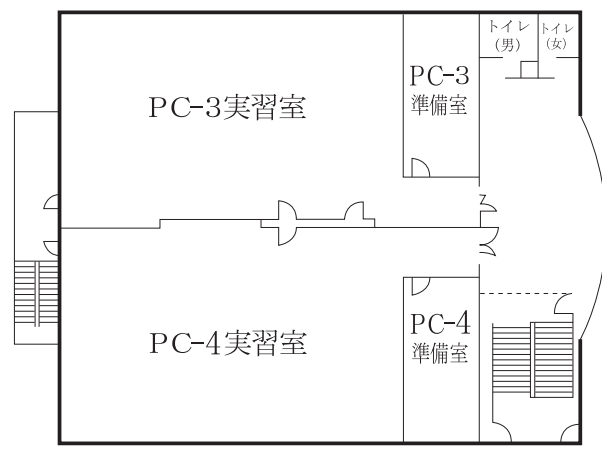 トイレ
(男)
トイレ
(女)
PC-3
準備室
PC-3実習室
PC-4実習室
PC-4
準備室